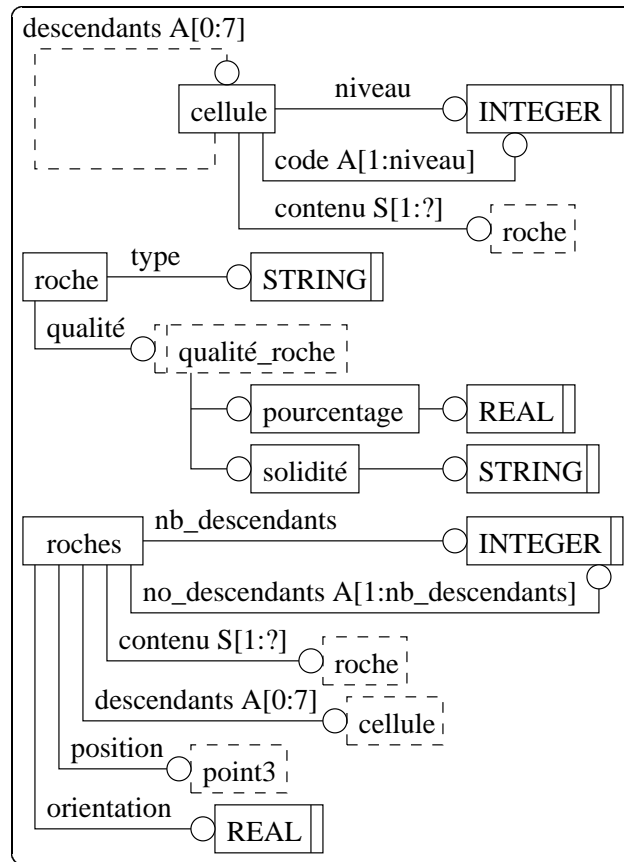 descendants A[0:7]
niveau
cellule
INTEGER
code A[1:niveau]
contenu S[1:?]
roche
roche
type
STRING
qualité
qualité_roche
pourcentage
REAL
solidité
STRING
nb_descendants
roches
INTEGER
no_descendants A[1:nb_descendants]
contenu S[1:?]
roche
descendants A[0:7]
cellule
position
point3
orientation
REAL